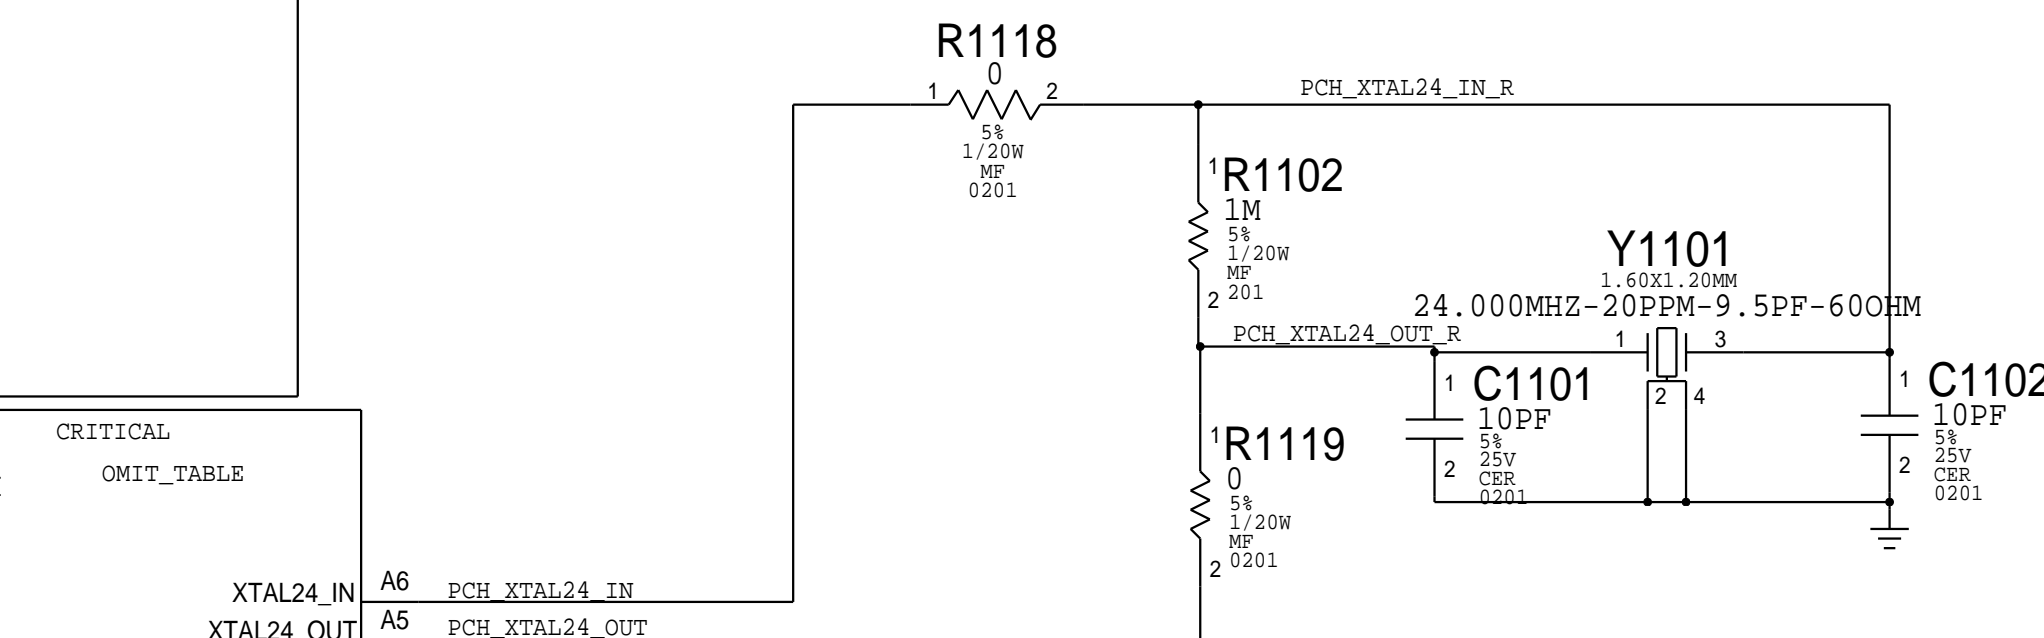 R1118
0
1
2
5%
1/20W
MF
0201
PCH_XTAL24_IN_R
1
R1102
1M
5%
1/20W
MF
201
2
PCH_XTAL24_OUT_R
Y1101
1.60X1.20MM
24.000MHZ-20PPM-9.5PF-60OHM
1
3
2
4
1
C1101
10PF
5%
25V
CER
0201
2
1
C1102
10PF
5%
25V
CER
0201
2
1
R1119
0
5%
1/20W
MF
0201
2
CRITICAL
OMIT_TABLE
XTAL24_IN
A6
PCH_XTAL24_IN
XTAL24_OUT
A5
PCH_XTAL24_OUT